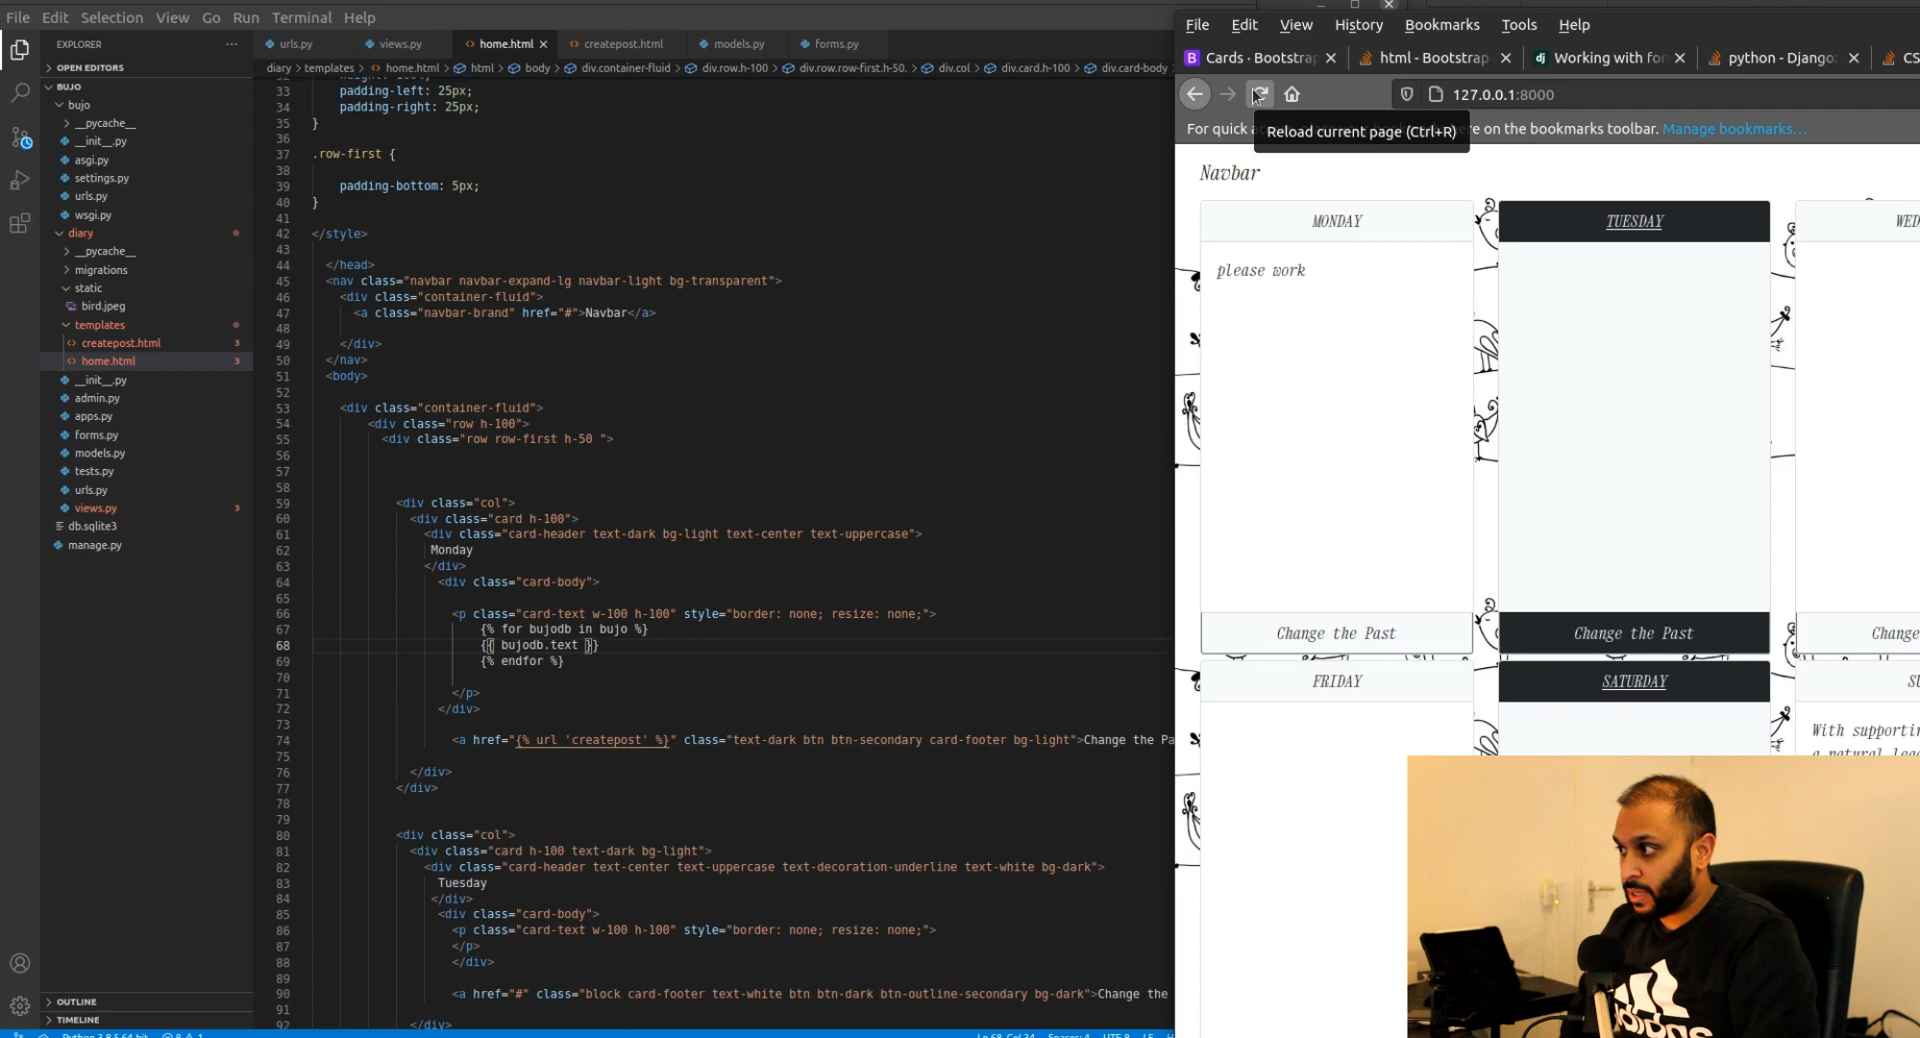 File Edit Selection View Go Run Terminal Help
EXPLORER
OPEN EDITORS
BUJO
bujo
__pycache__
__init__.py
asgi.py
settings.py
urls.py
wsgi.py
diary
__pycache__
migrations
static
bird.jpeg
templates
createpost.html 3
home.html 3
__init__.py
admin.py
apps.py
forms.py
models.py
tests.py
urls.py
views.py 3
db.sqlite3
manage.py
OUTLINE
TIMELINE
urls.py views.py home.html createpost.html models.py forms.py
diary > templates > home.html > html > body > div.container-fluid > div.row.h-100 > div.row.row-first.h-50. > div.col > div.card.h-100 > div.card-body
33 padding-left: 25px;
34 padding-right: 25px;
35 }
36
37 .row-first {
38
39 padding-bottom: 5px;
40 }
41
42 </style>
43
44 </head>
45 <nav class="navbar navbar-expand-lg navbar-light bg-transparent">
46 <div class="container-fluid">
47 <a class="navbar-brand" href="#">Navbar</a>
48
49 </div>
50 </nav>
51 <body>
52
53 <div class="container-fluid">
54 <div class="row h-100">
55 <div class="row row-first h-50 ">
56
57
58
59 <div class="col">
60 <div class="card h-100">
61 <div class="card-header text-dark bg-light text-center text-uppercase">
62 Monday
63 </div>
64 <div class="card-body">
65
66 <p class="card-text w-100 h-100" style="border: none; resize: none;">
67 {% for bujodb in bujo %}
68 {{ bujodb.text }}
69 {% endfor %}
70
71 </p>
72 </div>
73
74 <a href="{% url 'createpost' %}" class="text-dark btn btn-secondary card-footer bg-light">Change the Pa
75
76 </div>
77 </div>
78
79
80 <div class="col">
81 <div class="card h-100 text-dark bg-light">
82 <div class="card-header text-center text-uppercase text-decoration-underline text-white bg-dark">
83 Tuesday
84 </div>
85 <div class="card-body">
86 <p class="card-text w-100 h-100" style="border: none; resize: none;">
87 </p>
88 </div>
89
90 <a href="#" class="block card-footer text-white btn btn-dark btn-outline-secondary bg-dark">Change the
91
92 </div>
File Edit View History Bookmarks Tools Help
Cards · Bootstrap html - Bootstrap Working with for python - Django: CS
127.0.0.1:8000
For quick
Reload current page (Ctrl+R)
re on the bookmarks toolbar. Manage bookmarks…
Navbar
MONDAY TUESDAY WED
please work
Change the Past Change the Past Change
FRIDAY SATURDAY SU
With supportin
adidas